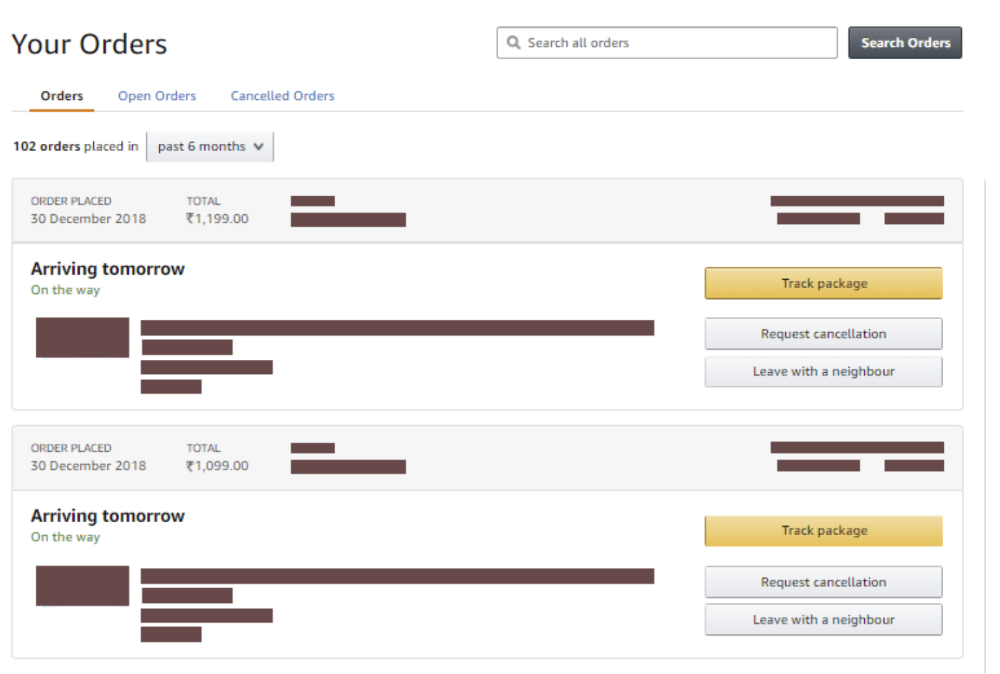 Your Orders
Search all orders
Search Orders
Orders
Open Orders
Cancelled Orders
102 orders placed in
past 6 months
ORDER PLACED
TOTAL
30 December 2018
₹1,199.00
Arriving tomorrow
On the way
Track package
Request cancellation
Leave with a neighbour
ORDER PLACED
TOTAL
30 December 2018
₹1,099.00
Arriving tomorrow
On the way
Track package
Request cancellation
Leave with a neighbour